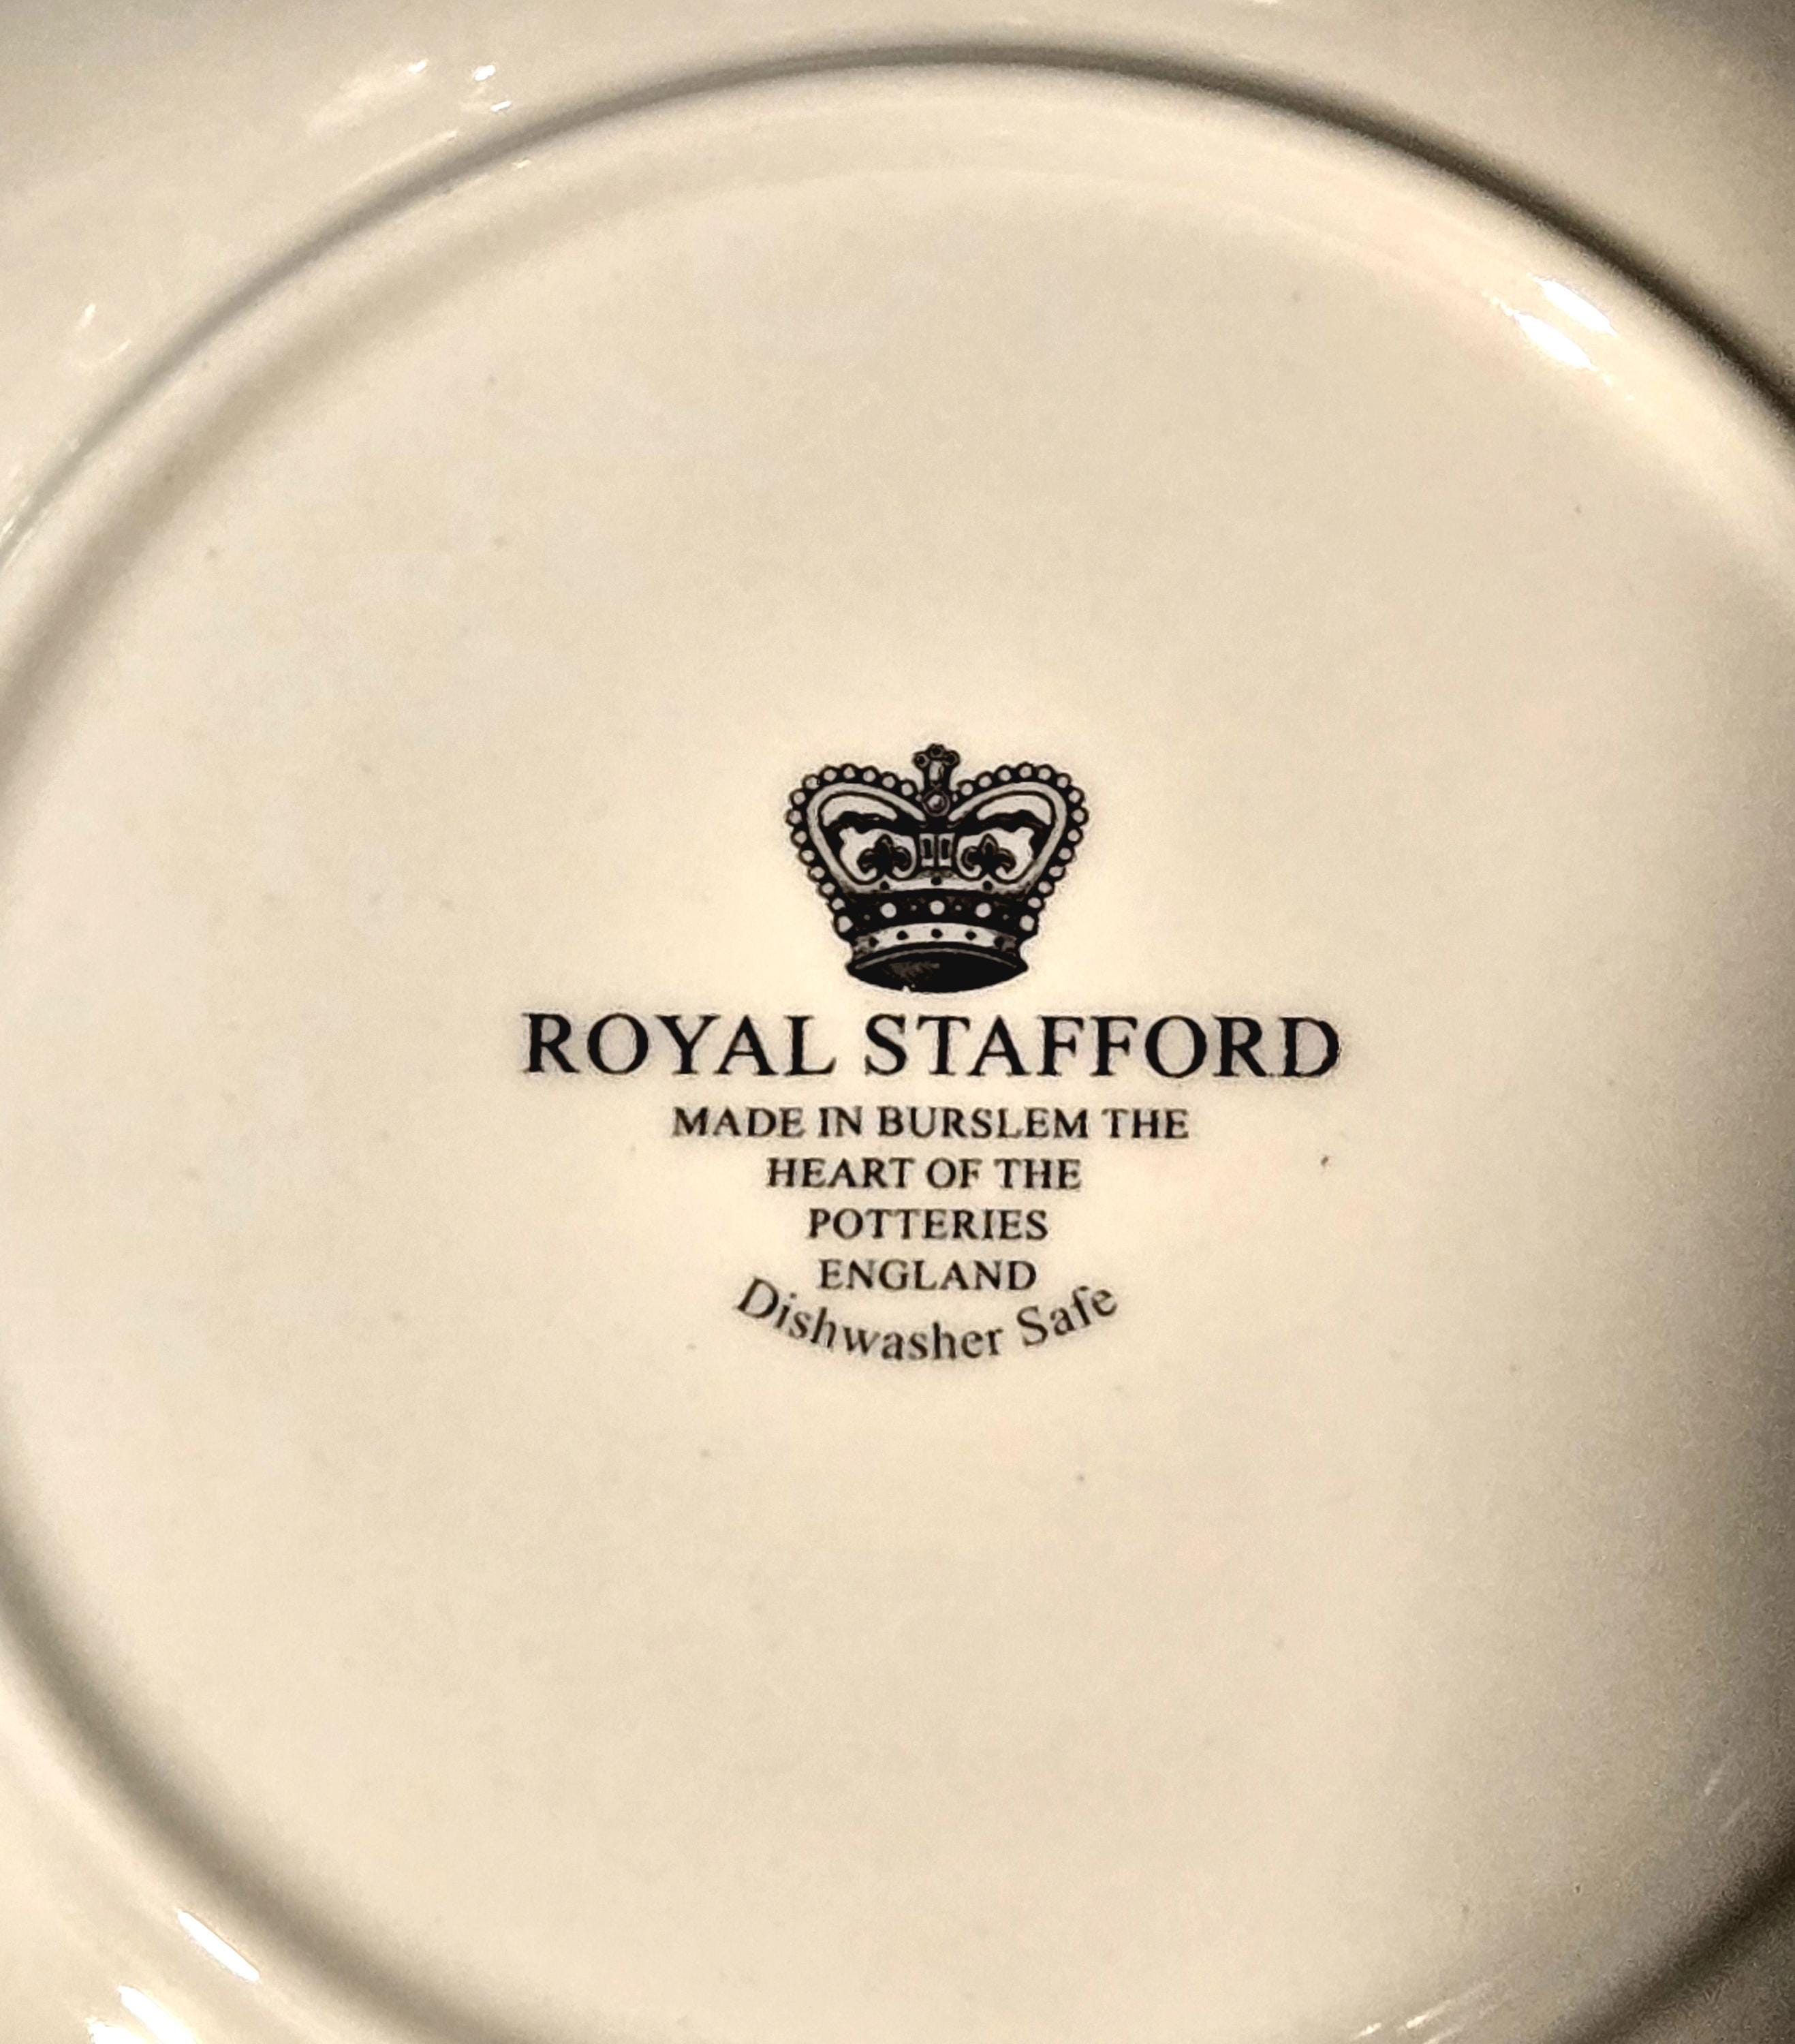 ROYAL STAFFORD
MADE IN BURSLEM THE
HEART OF THE
POTTERIES
ENGLAND
Dishwasher Safe